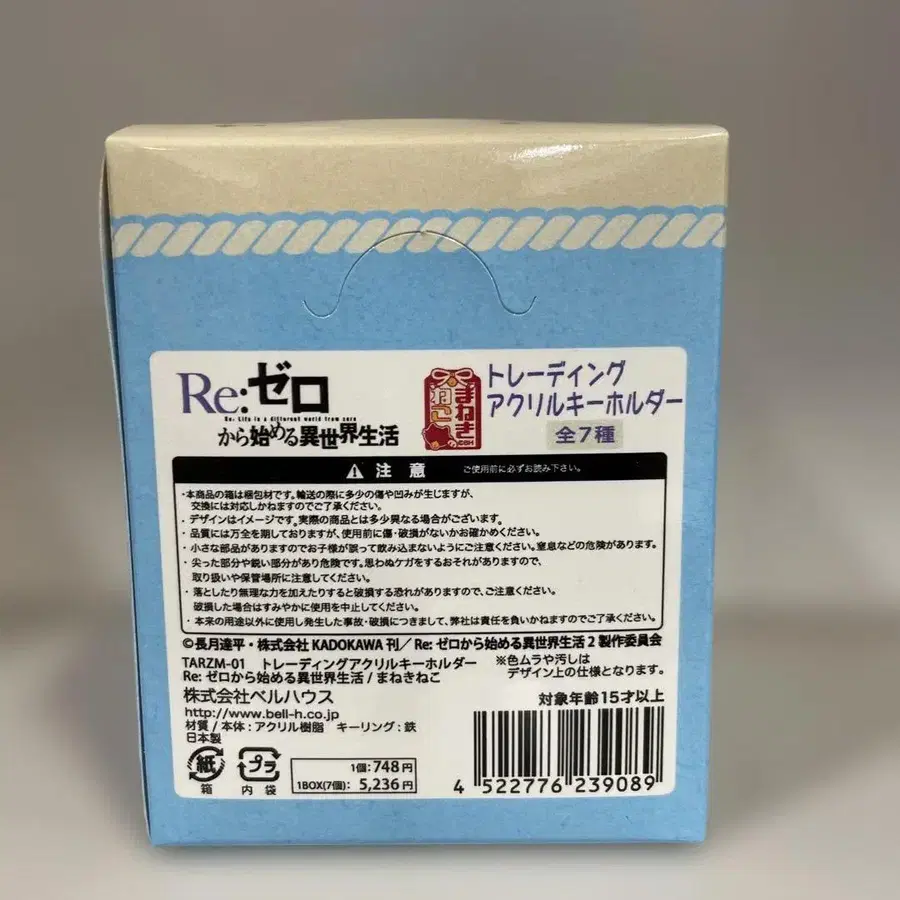 Re:ゼロ
Re: Life in a different world from zero
から始める異世界生活
まねきねこ
©BH
トレーディング
アクリルキーホルダー
全7種
注意 ご使用前に必ずお読み下さい。
・本商品の箱は梱包材です。輸送の際に多少の傷や凹みが生じますが、
交換には対応しかねますのでご了承ください。
・デザインはイメージです。実際の商品とは多少異なる場合がございます。
・品質には万全を期しておりますが、使用前に傷・破損がないかお確かめください。
・小さな部品がありますのでお子様が誤って飲み込まないようにご注意ください。窒息などの危険があります。
・尖った部分や鋭い部分があり危険です。思わぬケガをするおそれがありますので、
取り扱いや保管場所に注意してください。
・落としたり無理な力を加えたりすると破損する恐れがありますので、ご注意ください。
破損した場合はすみやかに使用を中止してください。
・本来の用途以外に使用し発生した事故・破損につきまして、弊社は責任を負いかねますのでご了承ください。
©長月達平・株式会社 KADOKAWA 刊／Re: ゼロから始める異世界生活 2 製作委員会
TARZM-01 トレーディングアクリルキーホルダー
Re: ゼロから始める異世界生活 / まねきねこ
※色ムラや汚しは
デザイン上の仕様となります。
株式会社ベルハウス
http://www.bell-h.co.jp
材質 / 本体:アクリル樹脂 キーリング:鉄
日本製
対象年齢15才以上
紙
箱
プラ
内袋
1個: 748円
1BOX(7個): 5,236円
4 522776 239089